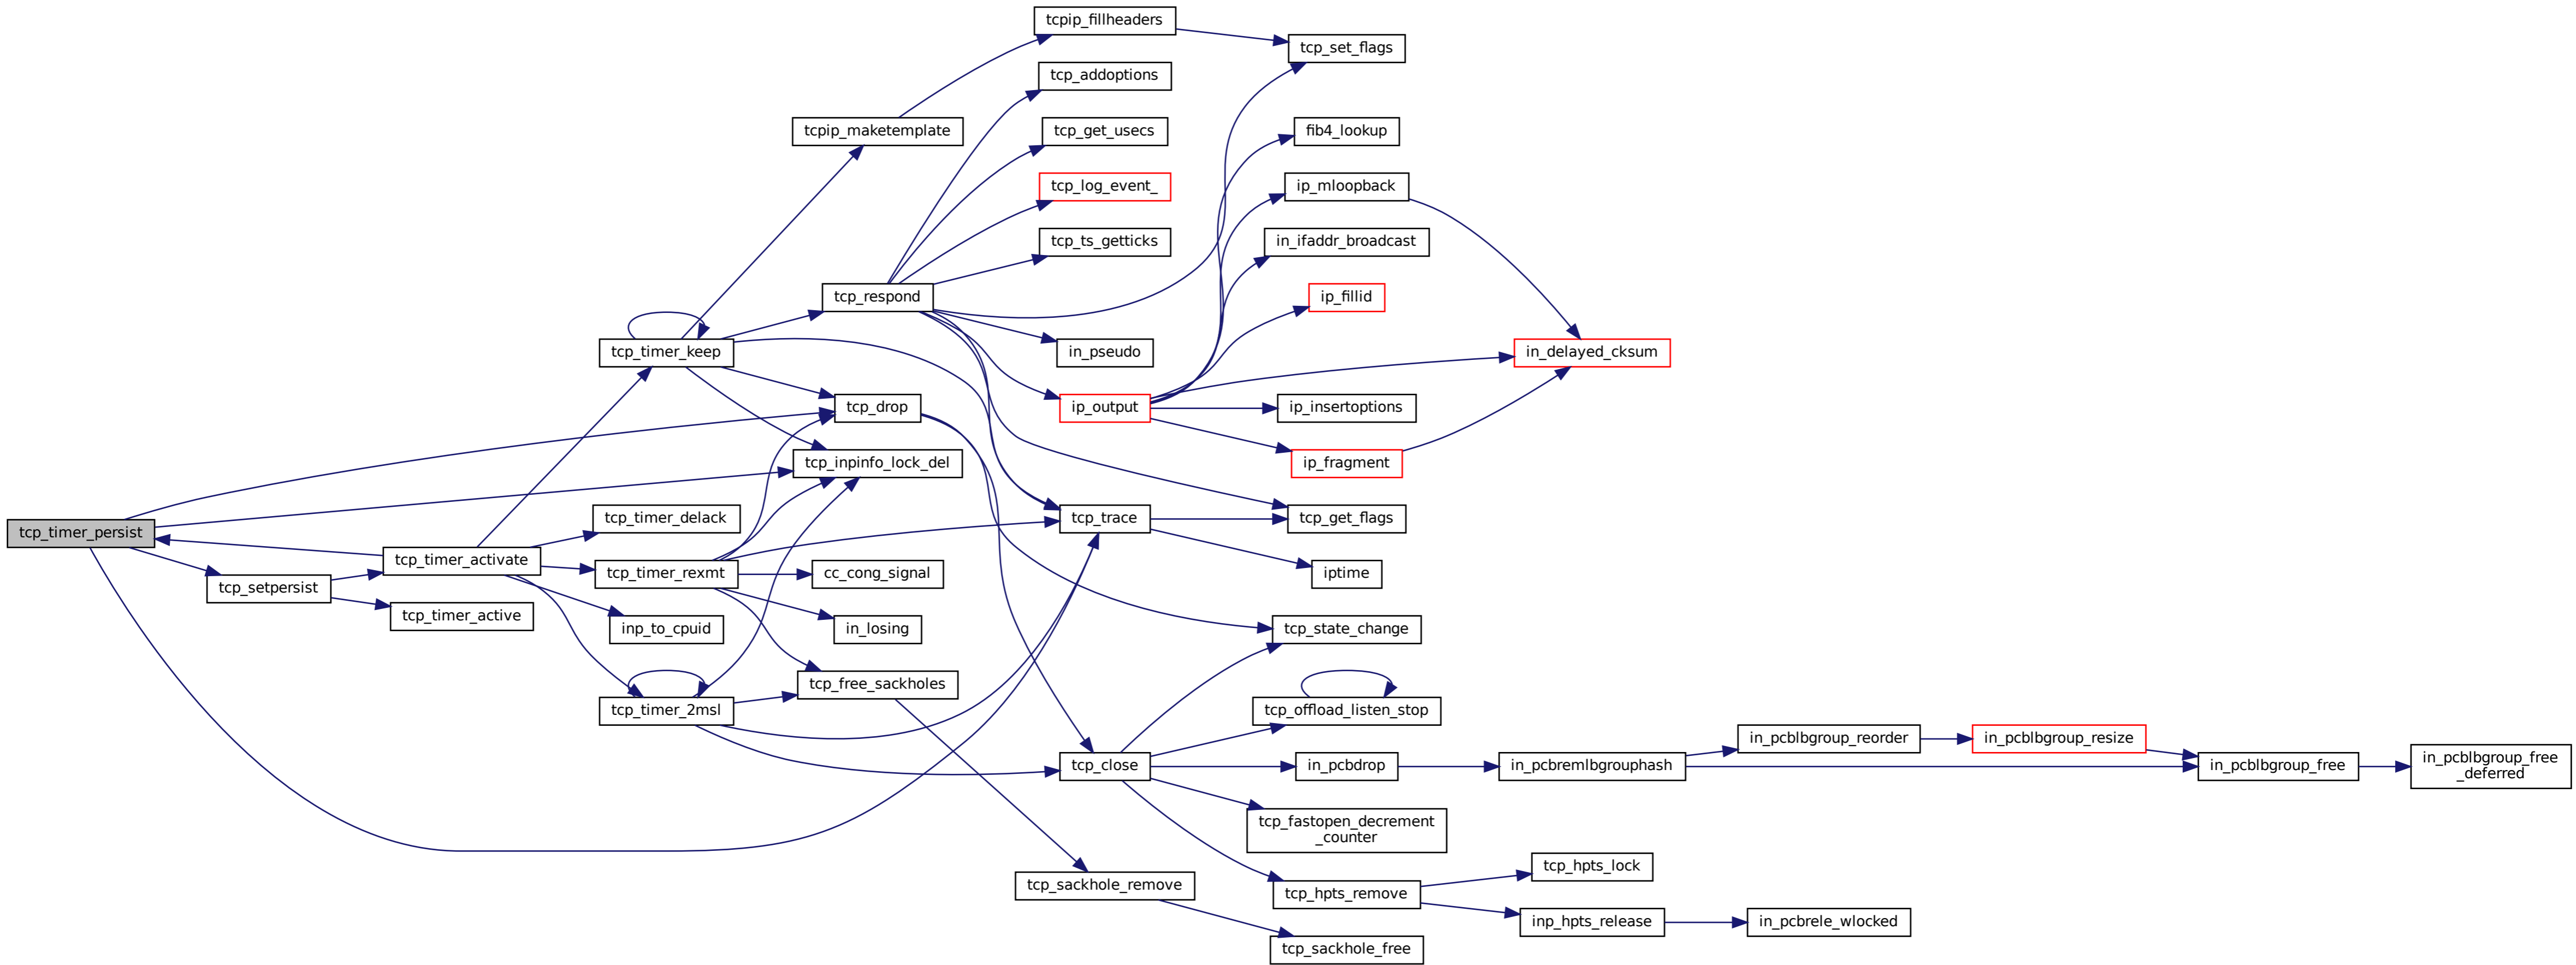 tcpip_fillheaders
tcp_set_flags
tcp_addoptions
tcpip_maketemplate
tcp_get_usecs
fib4_lookup
tcp_log_event_
ip_mloopback
tcp_ts_getticks
in_ifaddr_broadcast
tcp_respond
ip_fillid
tcp_timer_keep
in_pseudo
in_delayed_cksum
tcp_drop
ip_output
ip_insertoptions
tcp_inpinfo_lock_del
ip_fragment
tcp_timer_persist
tcp_timer_delack
tcp_trace
tcp_get_flags
tcp_timer_activate
tcp_timer_rexmt
cc_cong_signal
iptime
tcp_setpersist
tcp_timer_active
inp_to_cpuid
in_losing
tcp_state_change
tcp_timer_2msl
tcp_free_sackholes
tcp_offload_listen_stop
in_pcblbgroup_reorder
in_pcblbgroup_resize
tcp_close
in_pcbdrop
in_pcbremlbgrouphash
in_pcblbgroup_free
in_pcblbgroup_free
_deferred
tcp_fastopen_decrement
_counter
tcp_hpts_lock
tcp_sackhole_remove
tcp_hpts_remove
inp_hpts_release
in_pcbrele_wlocked
tcp_sackhole_free